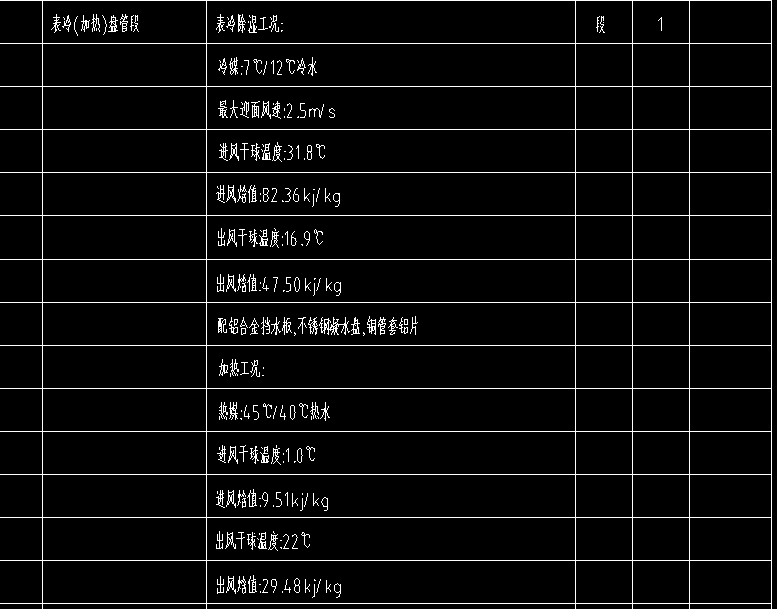 表冷(加热)盘管段 表冷除湿工况: 段 1
冷媒:7℃/12℃冷水
最大迎面风速:2.5m/s
进风干球温度:31.8℃
进风焓值:82.36kj/kg
出风干球温度:16.9℃
出风焓值:47.50kj/kg
配铝合金挡水板,不锈钢凝水盘,铜管套铝片
加热工况:
热媒:45℃/40℃热水
进风干球温度:1.0℃
进风焓值:9.51kj/kg
出风干球温度:22℃
出风焓值:29.48kj/kg